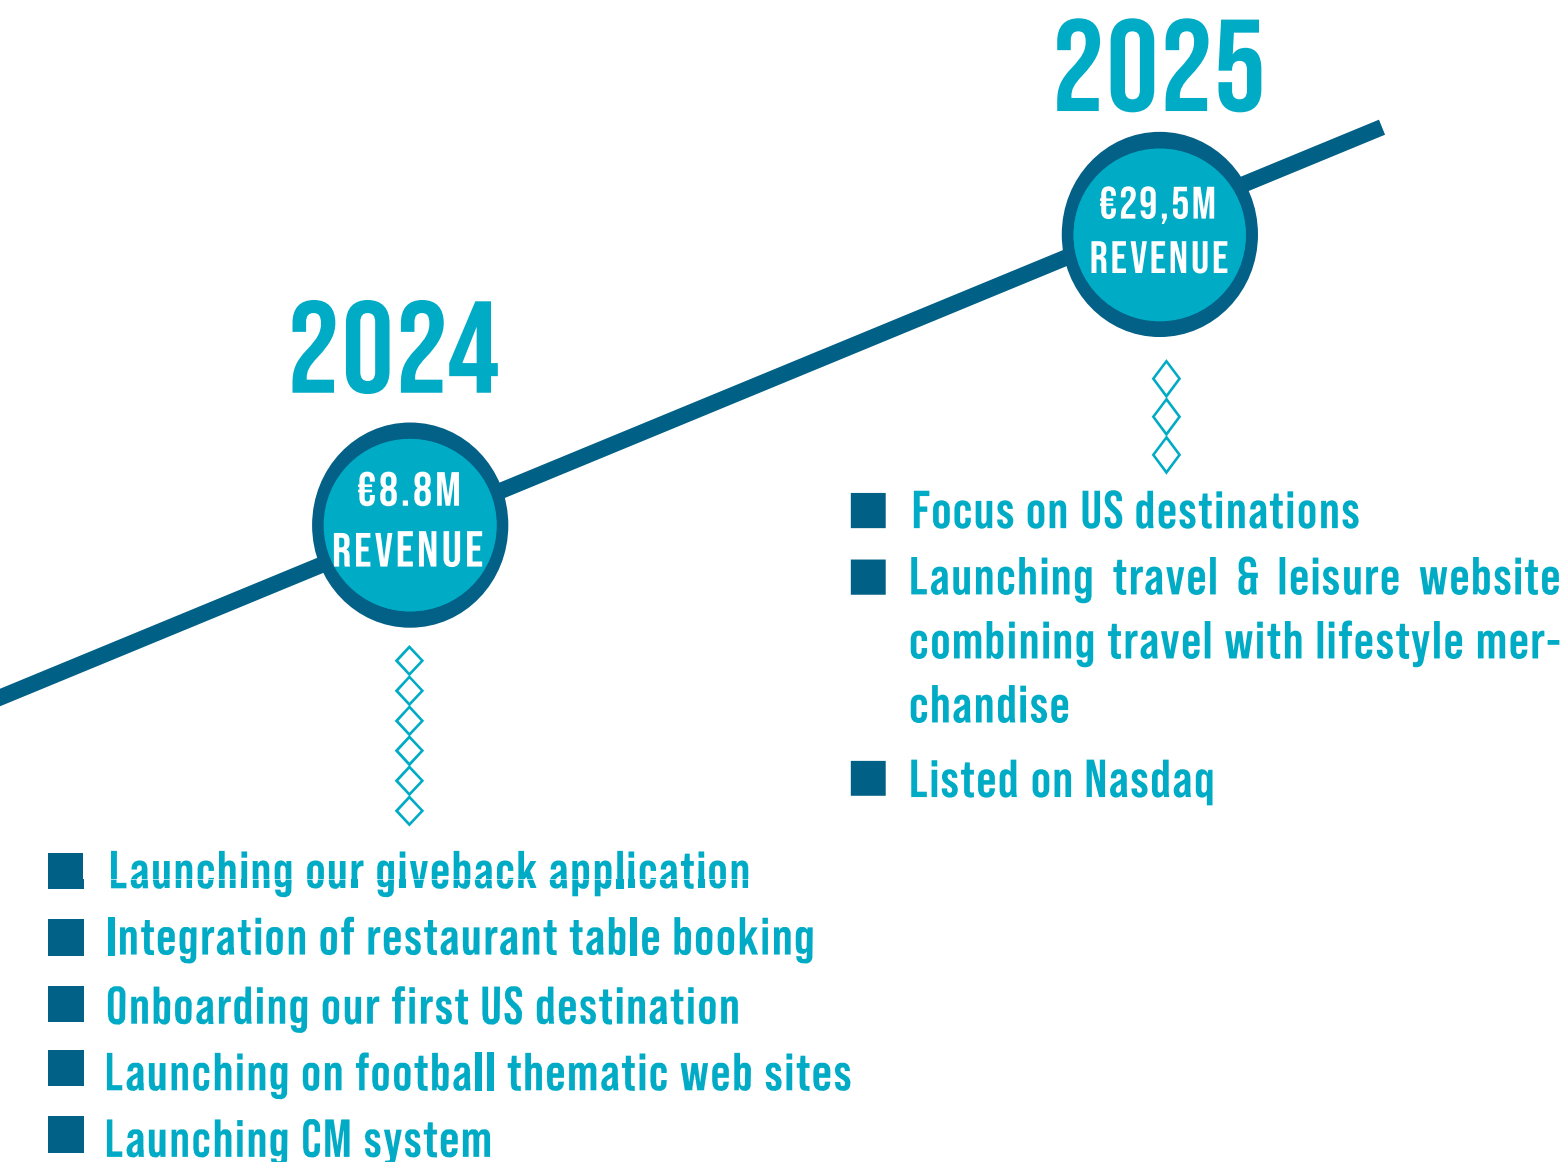 2025
€29,5M
REVENUE
2024
€8.8M
REVENUE
Focus on US destinations
Launching travel & leisure website
combining travel with lifestyle mer-
chandise
Listed on Nasdaq
Launching our giveback application
Integration of restaurant table booking
Onboarding our first US destination
Launching on football thematic web sites
Launching CM system